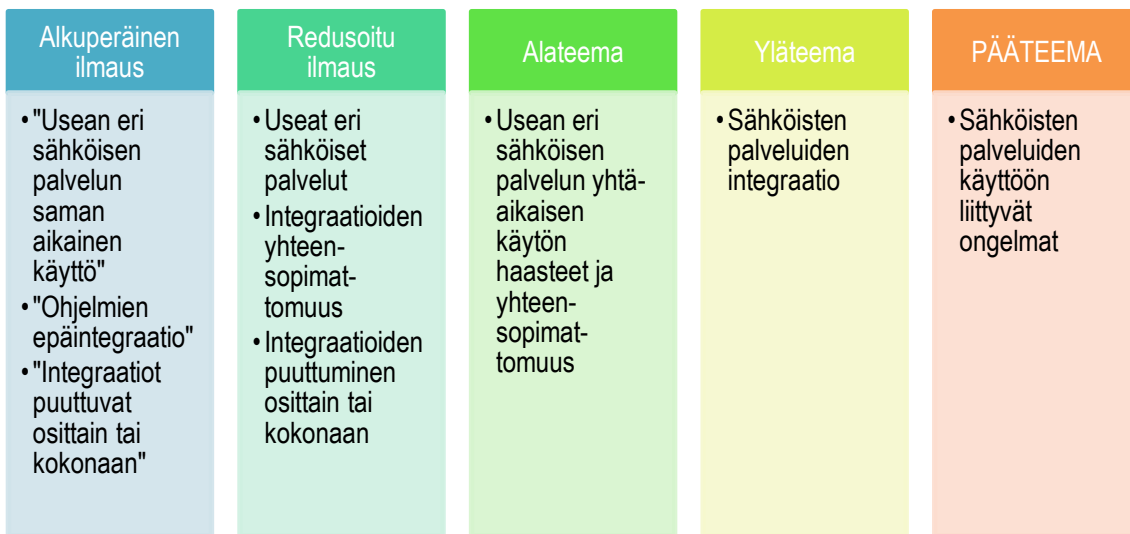 Alkuperäinen
ilmaus
• "Usean eri
sähköisen
palvelun
saman
aikainen
käyttö"
• "Ohjelmien
epäintegraatio"
• "Integraatiot
puuttuvat
osittain tai
kokonaan"
Redusoitu
ilmaus
• Useat eri
sähköiset
palvelut
• Integraatioiden
yhteen-
sopimat-
tomuus
• Integraatioiden
puuttuminen
osittain tai
kokonaan
Alateema
• Usean eri
sähköisen
palvelun yhtä-
aikaisen
käytön
haasteet ja
yhteen-
sopimat-
tomuus
Yläteema
• Sähköisten
palveluiden
integraatio
PÄÄTEEMA
• Sähköisten
palveluiden
käyttöön
liittyvät
ongelmat